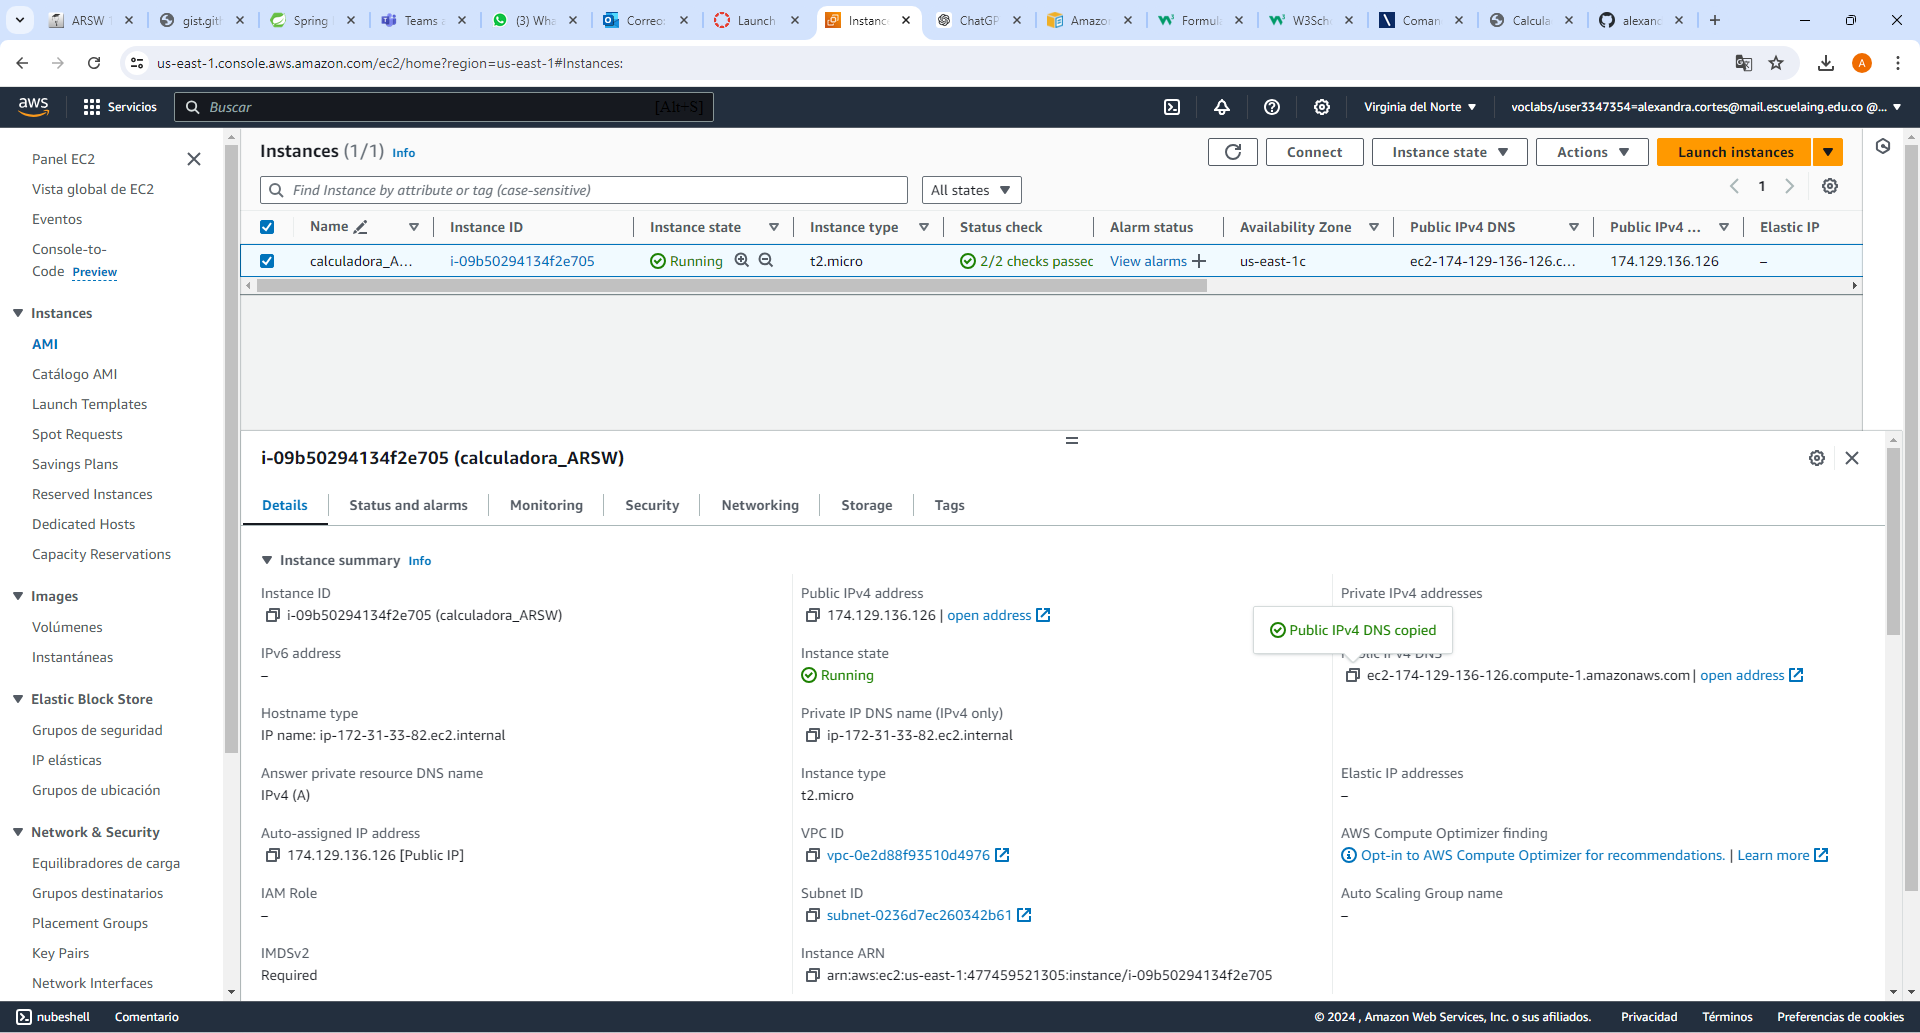 ARSW 1
gist.giti
Spring
Teams a
(3) Wha
Correo:
Launch
Instanc
ChatGP
Amazo
Formul
W3Sch
Coman
Calcula
alexand
us-east-1.console.aws.amazon.com/ec2/home?region=us-east-1#Instances:
A
aws
Servicios
Buscar
[Alt+S]
Virginia del Norte
voclabs/user3347354=alexandra.cortes@mail.escuelaing.edu.co @...
Panel EC2
Vista global de EC2
Eventos
Console-to-
Code Preview
Instances
AMI
Catálogo AMI
Launch Templates
Spot Requests
Savings Plans
Reserved Instances
Dedicated Hosts
Capacity Reservations
Images
Volúmenes
Instantáneas
Elastic Block Store
Grupos de seguridad
IP elásticas
Grupos de ubicación
Network & Security
Equilibradores de carga
Grupos destinatarios
Placement Groups
Key Pairs
Network Interfaces
Instances (1/1) Info
Connect
Instance state
Actions
Launch instances
Find Instance by attribute or tag (case-sensitive)
All states
1
Name Instance ID Instance state Instance type Status check Alarm status Availability Zone Public IPv4 DNS Public IPv4 ... Elastic IP
calculadora_A... i-09b50294134f2e705 Running t2.micro 2/2 checks passec View alarms us-east-1c ec2-174-129-136-126.c... 174.129.136.126 –
i-09b50294134f2e705 (calculadora_ARSW)
Details Status and alarms Monitoring Security Networking Storage Tags
Instance summary Info
Instance ID
i-09b50294134f2e705 (calculadora_ARSW)
Public IPv4 address
174.129.136.126 | open address
Private IPv4 addresses
Public IPv4 DNS copied
IPv6 address
–
Instance state
Running
Public IPv4 DNS
ec2-174-129-136-126.compute-1.amazonaws.com | open address
Hostname type
IP name: ip-172-31-33-82.ec2.internal
Private IP DNS name (IPv4 only)
ip-172-31-33-82.ec2.internal
Answer private resource DNS name
IPv4 (A)
Instance type
t2.micro
Elastic IP addresses
–
Auto-assigned IP address
174.129.136.126 [Public IP]
VPC ID
vpc-0e2d88f93510d4976
AWS Compute Optimizer finding
Opt-in to AWS Compute Optimizer for recommendations. | Learn more
IAM Role
–
Subnet ID
subnet-0236d7ec260342b61
Auto Scaling Group name
–
IMDSv2
Required
Instance ARN
arn:aws:ec2:us-east-1:477459521305:instance/i-09b50294134f2e705
nubeshell
Comentario
© 2024 , Amazon Web Services, Inc. o sus afiliados.
Privacidad
Términos
Preferencias de cookies